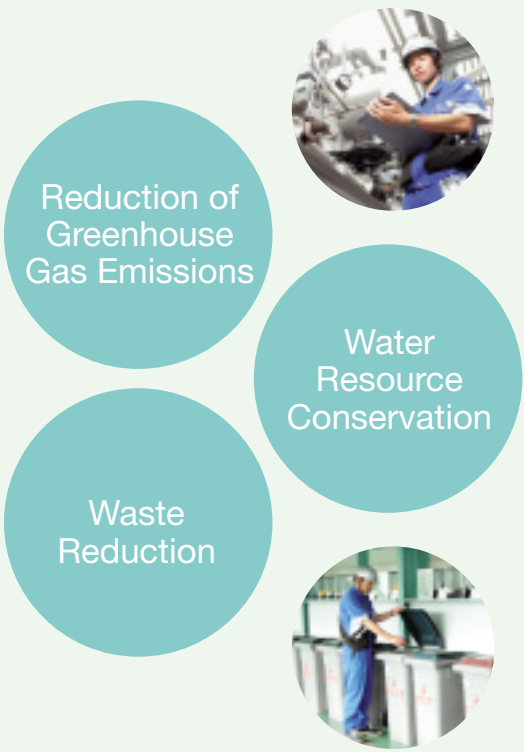 Reduction of
Greenhouse
Gas Emissions
Water
Resource
Conservation
Waste
Reduction